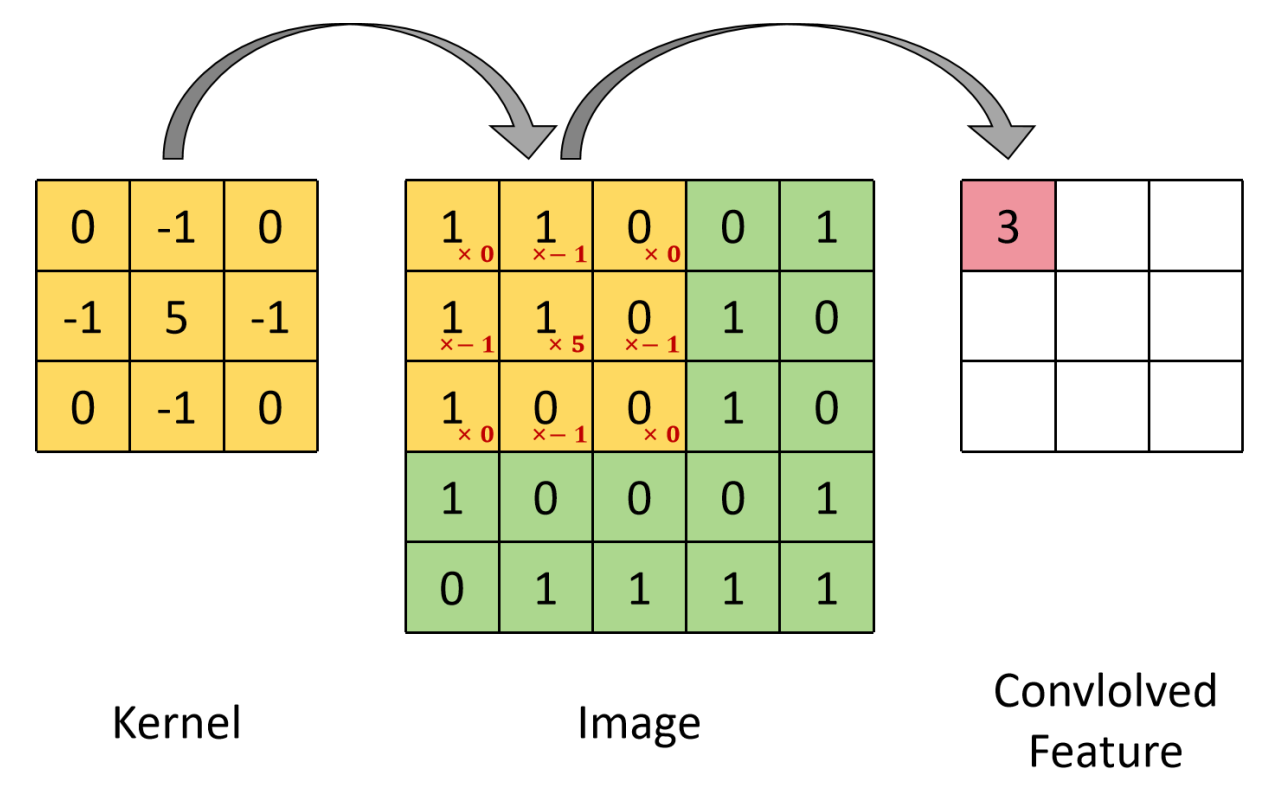 0 -1 0
-1 5 -1
0 -1 0
1 × 0 1 ×− 1 0 × 0 0 1
1 ×− 1 1 × 5 0 ×− 1 1 0
1 × 0 0 ×− 1 0 × 0 1 0
1 0 0 0 1
0 1 1 1 1
3
Kernel
Image
Convlolved
Feature